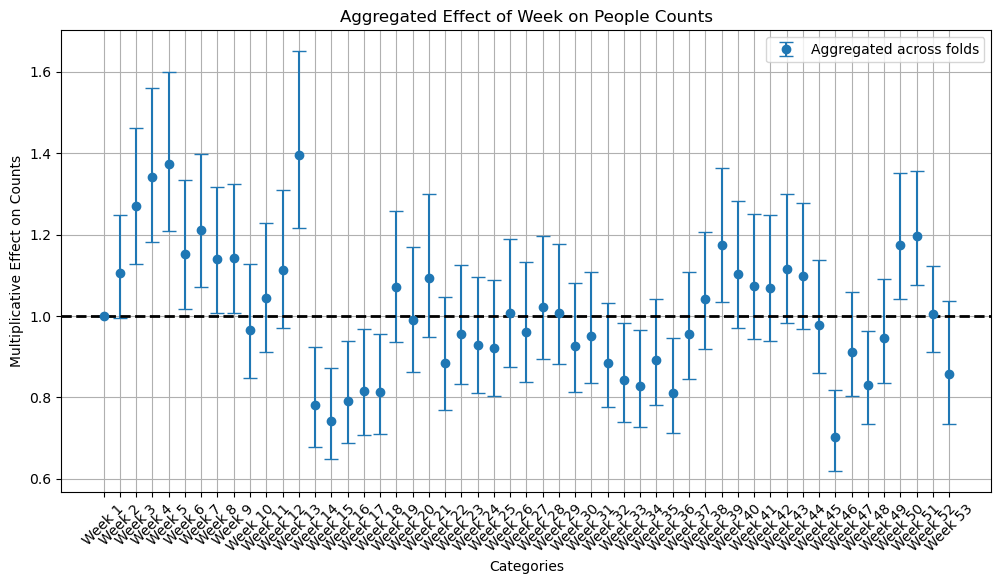 Aggregated Effect of Week on People Counts
Aggregated across folds
Multiplicative Effect on Counts
1.6
1.4
1.2
1.0
0.8
0.6
Week 1
Week 2
Week 3
Week 4
Week 5
Week 6
Week 7
Week 8
Week 9
Week 10
Week 11
Week 12
Week 13
Week 14
Week 15
Week 16
Week 17
Week 18
Week 19
Week 20
Week 21
Week 22
Week 23
Week 24
Week 25
Week 26
Week 27
Week 28
Week 29
Week 30
Week 31
Week 32
Week 33
Week 34
Week 35
Week 36
Week 37
Week 38
Week 39
Week 40
Week 41
Week 42
Week 43
Week 44
Week 45
Week 46
Week 47
Week 48
Week 49
Week 50
Week 51
Week 52
Week 53
Categories